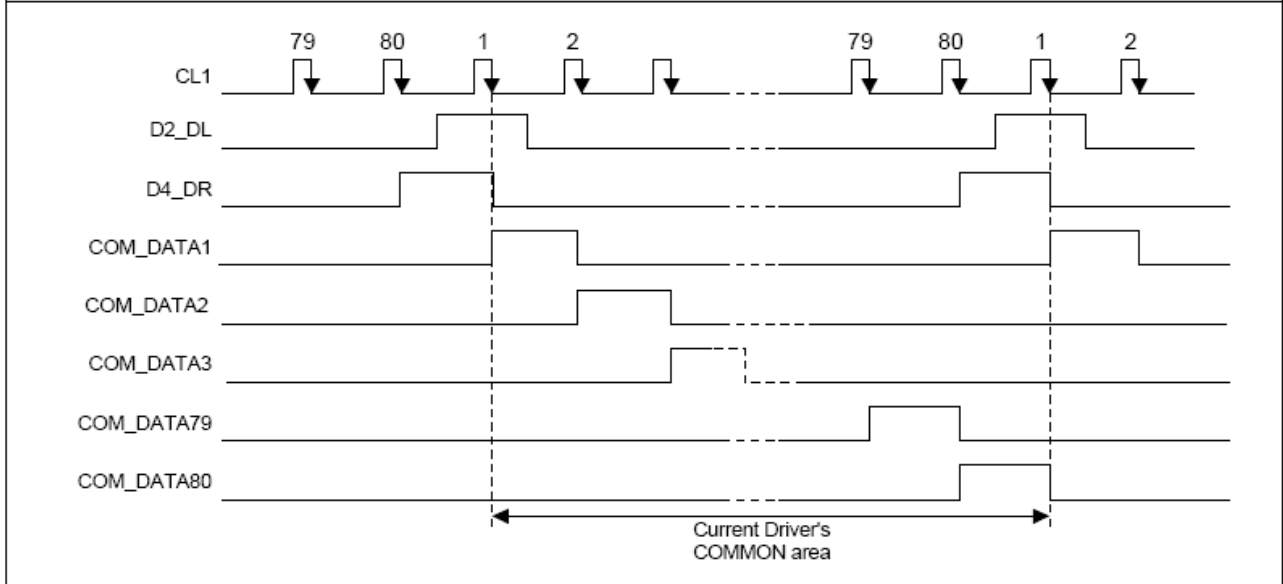 79 80 1 2 79 80 1 2
CL1
D2_DL
D4_DR
COM_DATA1
COM_DATA2
COM_DATA3
COM_DATA79
COM_DATA80
Current Driver's
COMMON area